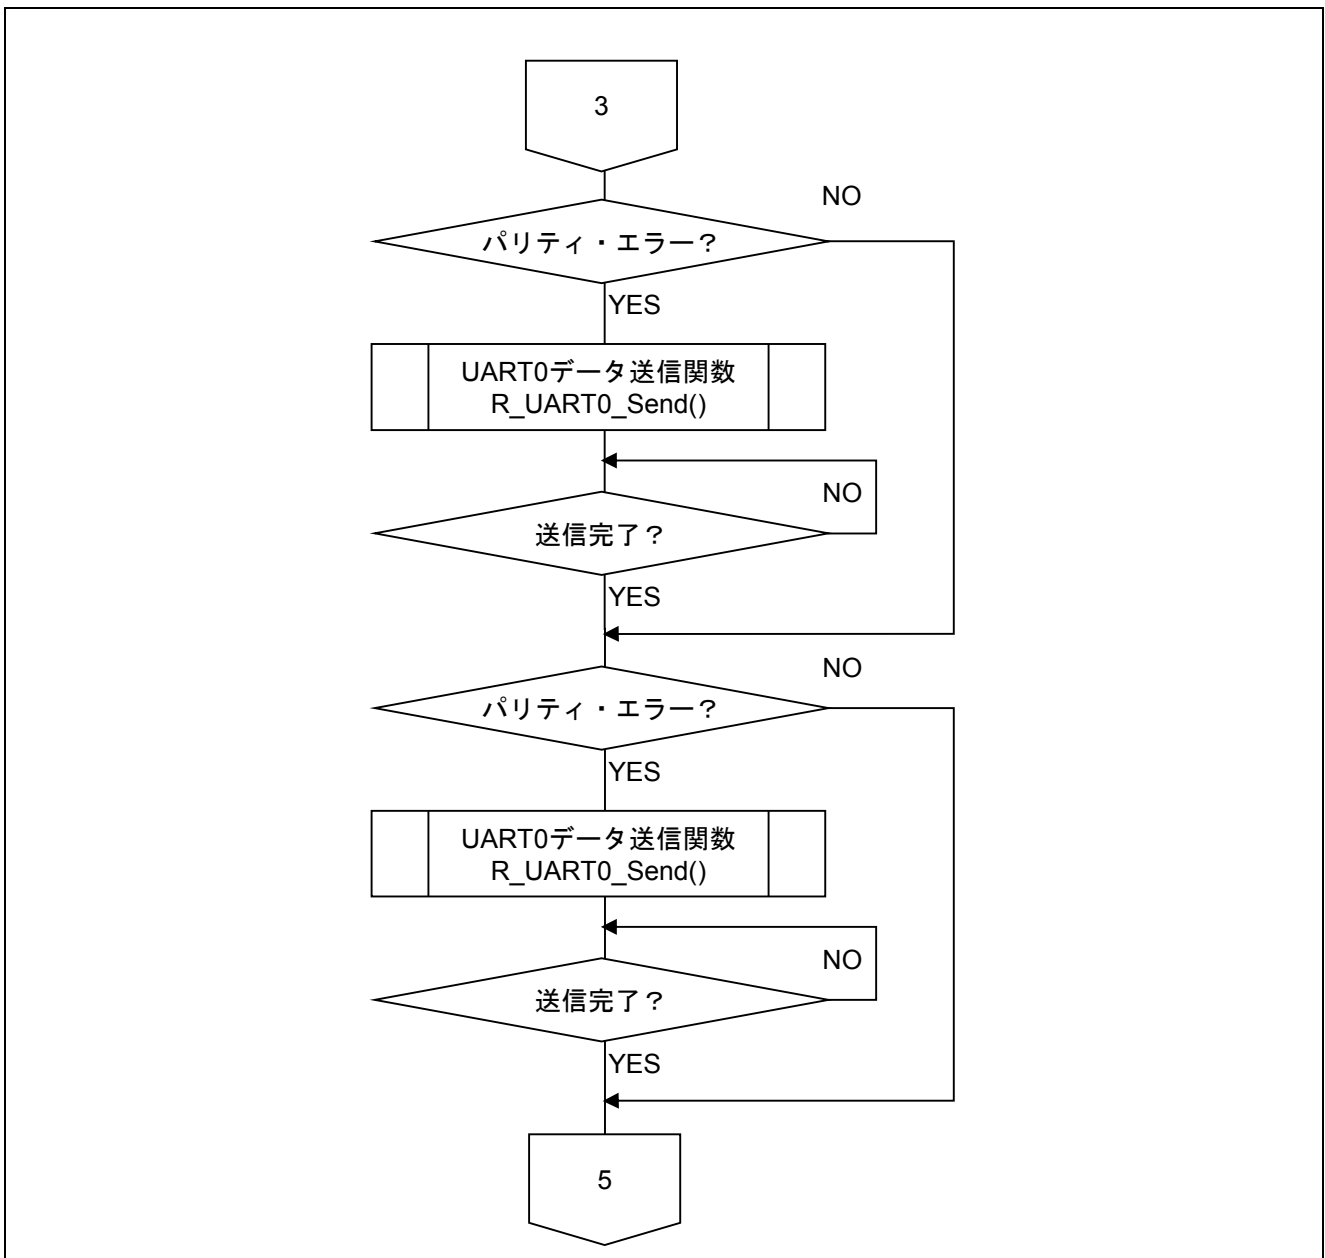 3
NO
パリティ・エラー？
YES
UART0データ送信関数
R_UART0_Send()
NO
送信完了？
YES
NO
パリティ・エラー？
YES
UART0データ送信関数
R_UART0_Send()
NO
送信完了？
YES
5